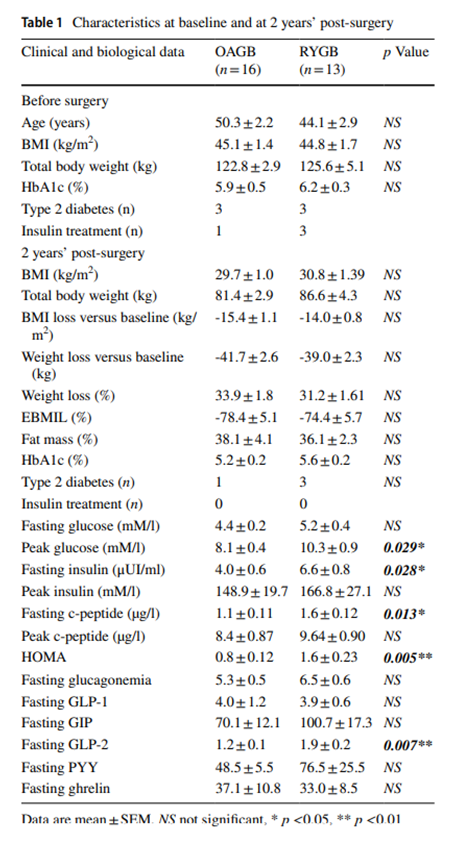 Table 1 Characteristics at baseline and at 2 years' post-surgery
Clinical and biological data OAGB RYGB p Value
(n=16) (n=13)
Before surgery
Age (years) 50.3±2.2 44.1±2.9 NS
BMI (kg/m²) 45.1±1.4 44.8±1.7 NS
Total body weight (kg) 122.8±2.9 125.6±5.1 NS
HbA1c (%) 5.9±0.5 6.2±0.3 NS
Type 2 diabetes (n) 3 3
Insulin treatment (n) 1 3
2 years' post-surgery
BMI (kg/m²) 29.7±1.0 30.8±1.39 NS
Total body weight (kg) 81.4±2.9 86.6±4.3 NS
BMI loss versus baseline (kg/ -15.4±1.1 -14.0±0.8 NS
m²)
Weight loss versus baseline -41.7±2.6 -39.0±2.3 NS
(kg)
Weight loss (%) 33.9±1.8 31.2±1.61 NS
EBMIL (%) -78.4±5.1 -74.4±5.7 NS
Fat mass (%) 38.1±4.1 36.1±2.3 NS
HbA1c (%) 5.2±0.2 5.6±0.2 NS
Type 2 diabetes (n) 1 3 NS
Insulin treatment (n) 0 0
Fasting glucose (mM/l) 4.4±0.2 5.2±0.4 NS
Peak glucose (mM/l) 8.1±0.4 10.3±0.9 0.029*
Fasting insulin (μUI/ml) 4.0±0.6 6.6±0.8 0.028*
Peak insulin (mM/l) 148.9±19.7 166.8±27.1 NS
Fasting c-peptide (μg/l) 1.1±0.11 1.6±0.12 0.013*
Peak c-peptide (μg/l) 8.4±0.87 9.64±0.90 NS
HOMA 0.8±0.12 1.6±0.23 0.005**
Fasting glucagonemia 5.3±0.5 6.5±0.6 NS
Fasting GLP-1 4.0±1.2 3.9±0.6 NS
Fasting GIP 70.1±12.1 100.7±17.3 NS
Fasting GLP-2 1.2±0.1 1.9±0.2 0.007**
Fasting PYY 48.5±5.5 76.5±25.5 NS
Fasting ghrelin 37.1±10.8 33.0±8.5 NS
Data are mean±SEM. NS not significant, * p <0.05, ** p <0.01